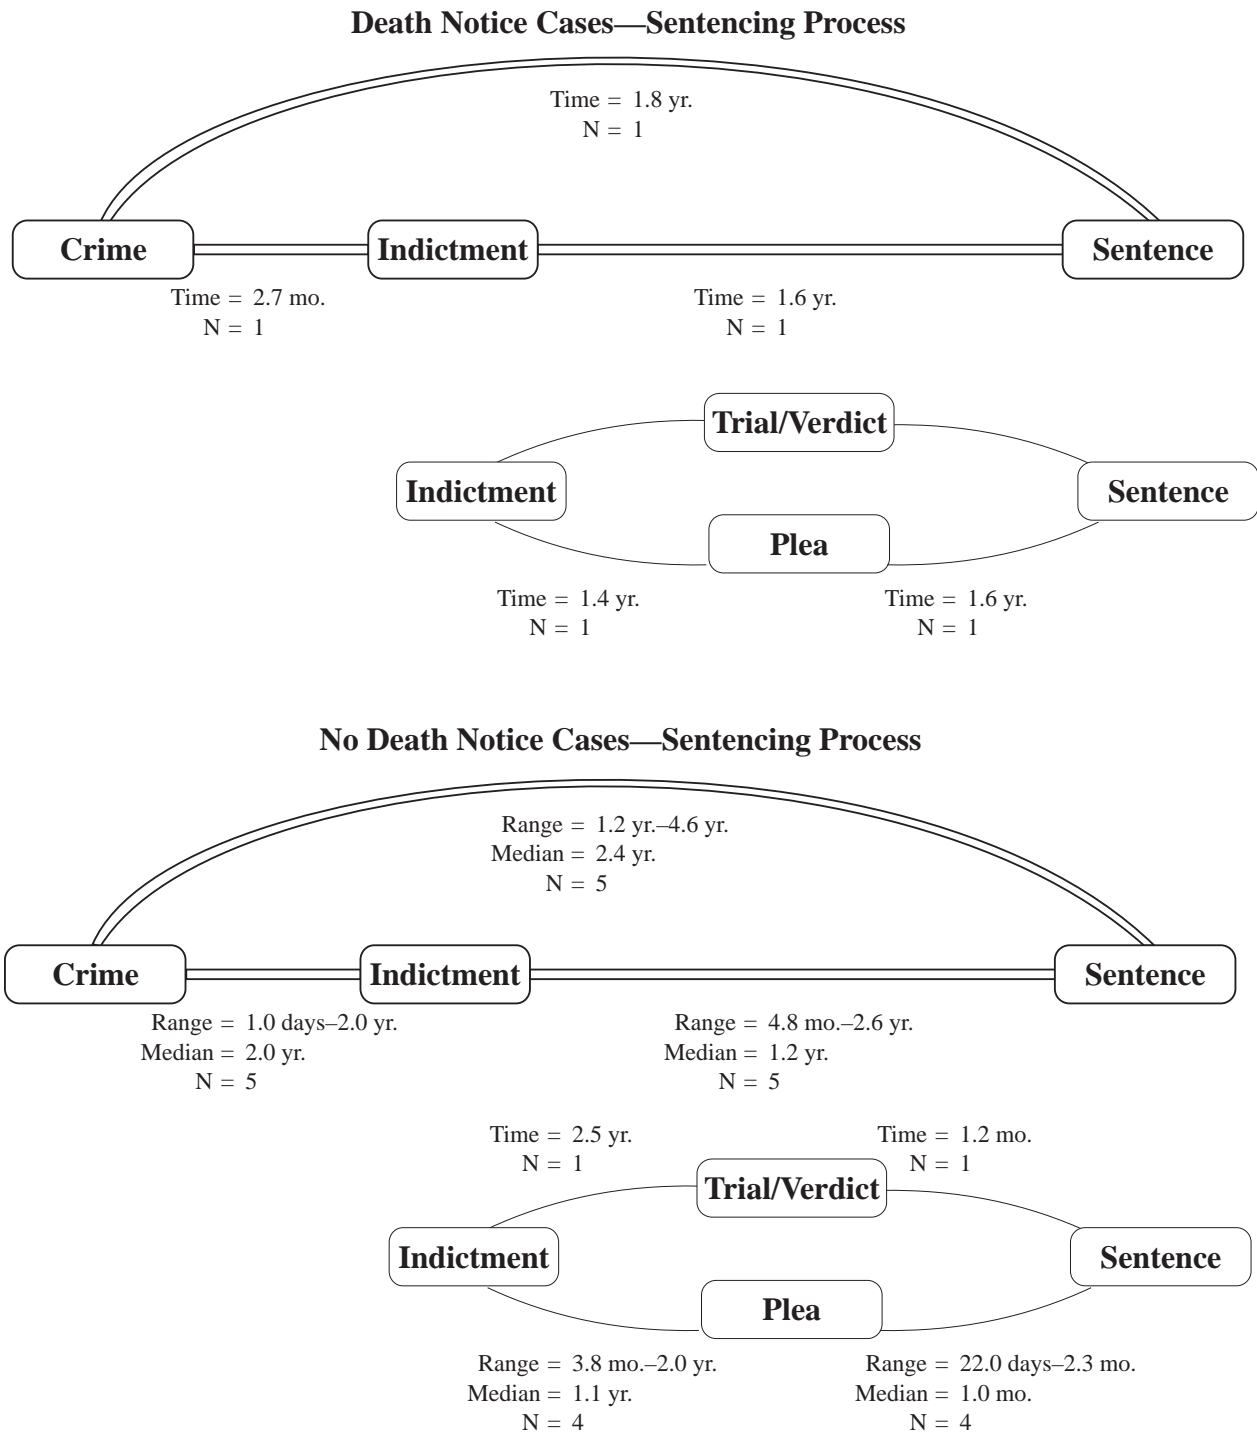 Death Notice Cases—Sentencing Process
Time = 1.8 yr.
N = 1
Crime
Indictment
Sentence
Time = 2.7 mo.
N = 1
Time = 1.6 yr.
N = 1
Trial/Verdict
Indictment
Sentence
Plea
Time = 1.4 yr.
N = 1
Time = 1.6 yr.
N = 1
No Death Notice Cases—Sentencing Process
Range = 1.2 yr.–4.6 yr.
Median = 2.4 yr.
N = 5
Crime
Indictment
Sentence
Range = 1.0 days–2.0 yr.
Median = 2.0 yr.
N = 5
Range = 4.8 mo.–2.6 yr.
Median = 1.2 yr.
N = 5
Time = 2.5 yr.
N = 1
Time = 1.2 mo.
N = 1
Trial/Verdict
Indictment
Sentence
Plea
Range = 3.8 mo.–2.0 yr.
Median = 1.1 yr.
N = 4
Range = 22.0 days–2.3 mo.
Median = 1.0 mo.
N = 4